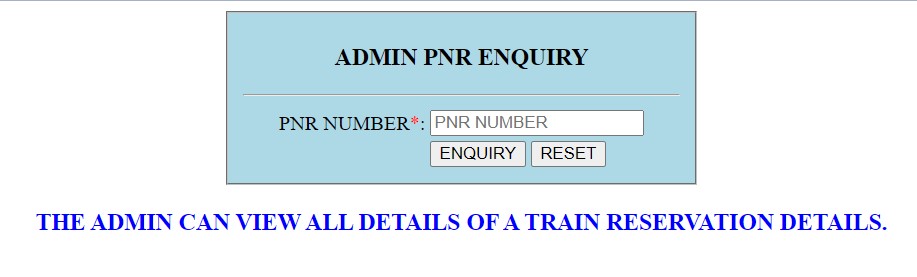 ADMIN PNR ENQUIRY
PNR NUMBER*: PNR NUMBER
ENQUIRY RESET
THE ADMIN CAN VIEW ALL DETAILS OF A TRAIN RESERVATION DETAILS.